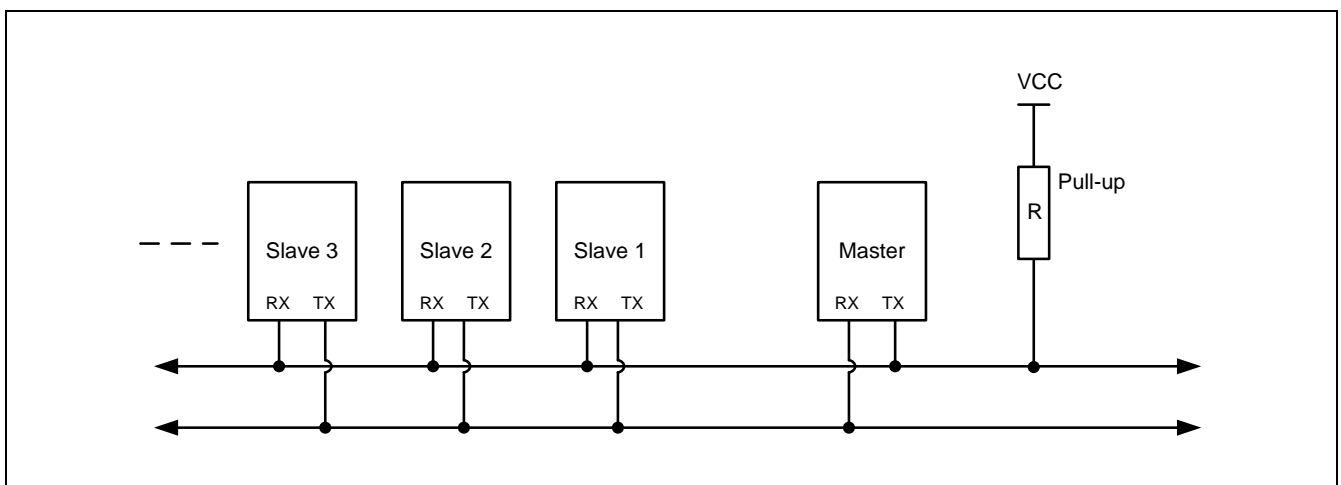 VCC
Pull-up
R
Slave 3
Slave 2
Slave 1
Master
RX TX
RX TX
RX TX
RX TX